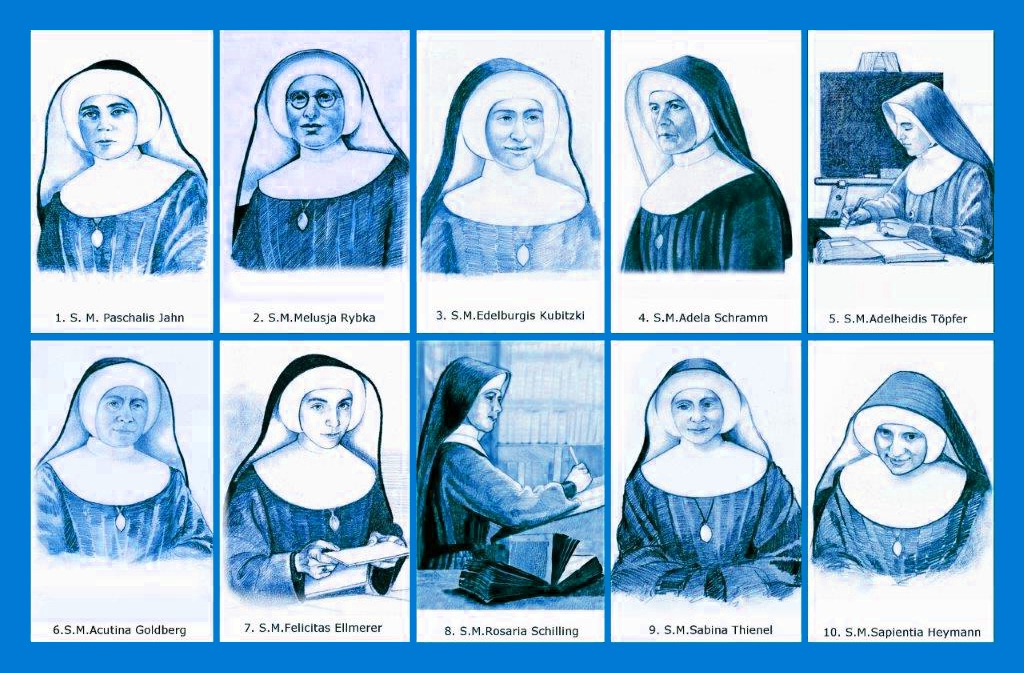 1. S. M. Paschalis Jahn
2. S.M.Melusja Rybka
3. S.M.Edelburgis Kubitzki
4. S.M.Adela Schramm
5. S.M.Adelheidis Töpfer
6.S.M.Acutina Goldberg
7. S.M.Felicitas Ellmerer
8. S.M.Rosaria Schilling
9. S.M.Sabina Thienel
10. S.M.Sapientia Heymann